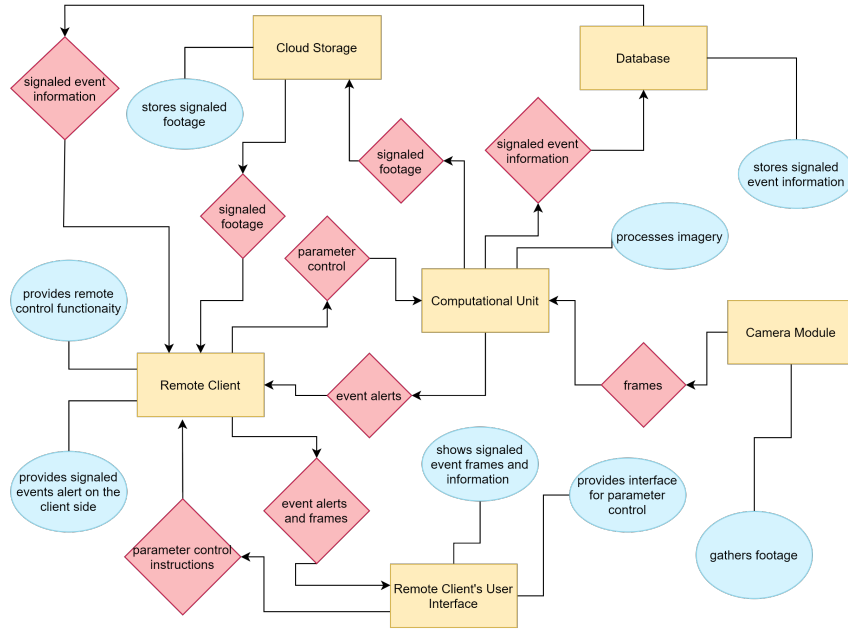 Cloud Storage
Database
signaled event
information
stores signaled
footage
signaled
footage
signaled event
information
stores signaled
event information
signaled
footage
parameter
control
processes imagery
provides remote
control functionaity
Computational Unit
Camera Module
Remote Client
event alerts
frames
shows signaled
event frames and
information
provides signaled
events alert on the
client side
event alerts
and frames
provides interface
for parameter
control
parameter control
instructions
gathers footage
Remote Client's User
Interface